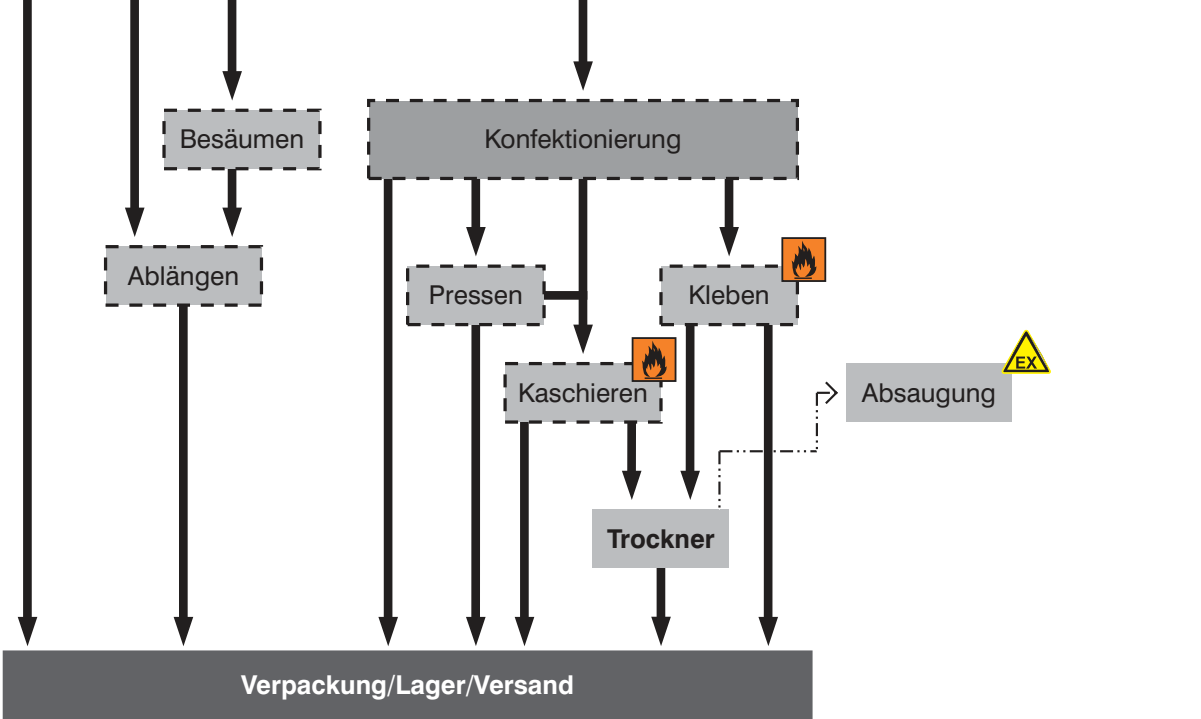 Besäumen
Konfektionierung
Ablängen
Pressen
Kleben
Kaschieren
EX
Absaugung
Trockner
Verpackung/Lager/Versand